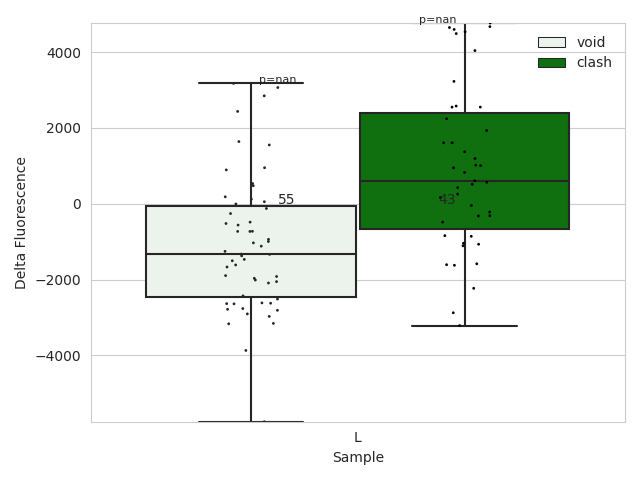 p=nan
void
clash
p=nan
4000
2000
0
−2000
−4000
55
43
Delta Fluorescence
L
Sample